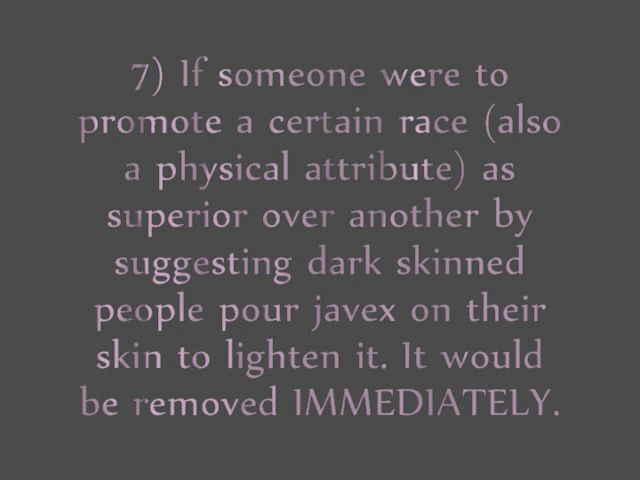 7) If someone were to
promote a certain race (also
a physical attribute) as
superior over another by
suggesting dark skinned
people pour javex on their
skin to lighten it. It would
be removed IMMEDIATELY.